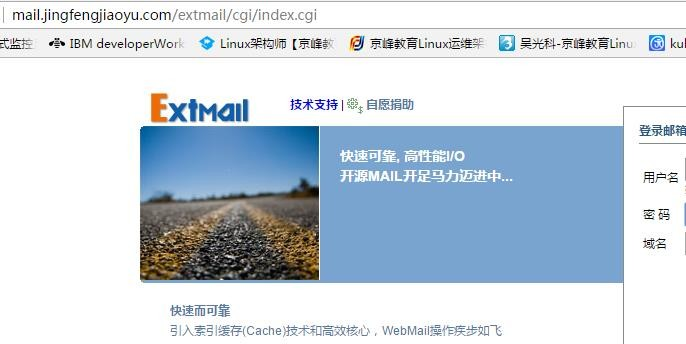 mail.jingfengjiaoyu.com/extmail/cgi/index.cgi
式监控 IBM developerWork Linux架构师【京峰 京峰教育Linux运维架 吴光科-京峰教育Linu kul
ExtMail 技术支持 | $ 自愿捐助
登录邮箱
快速可靠, 高性能I/O
开源MAIL开足马力迈进中...
用户名
密 码
域名
快速而可靠
引入索引缓存(Cache)技术和高效核心，WebMail操作疾步如飞